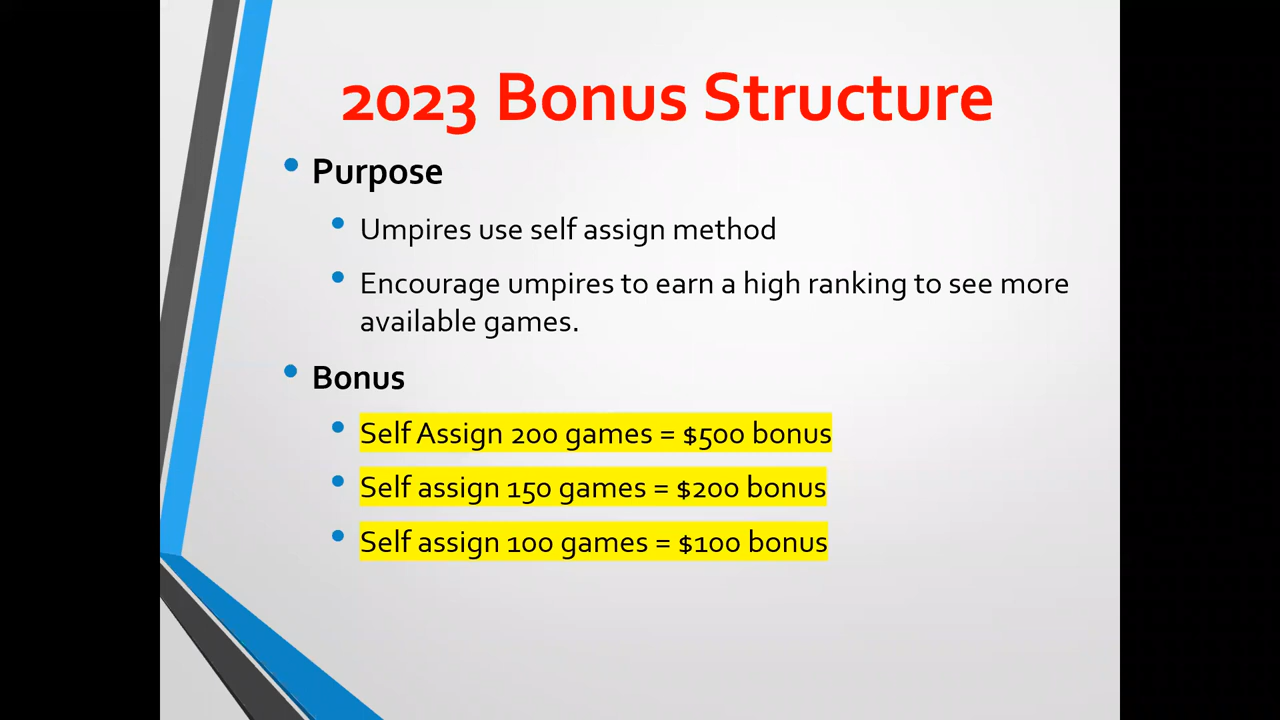 2023 Bonus Structure
Purpose
Umpires use self assign method
Encourage umpires to earn a high ranking to see more
available games.
Bonus
Self Assign 200 games = $500 bonus
Self assign 150 games = $200 bonus
Self assign 100 games = $100 bonus